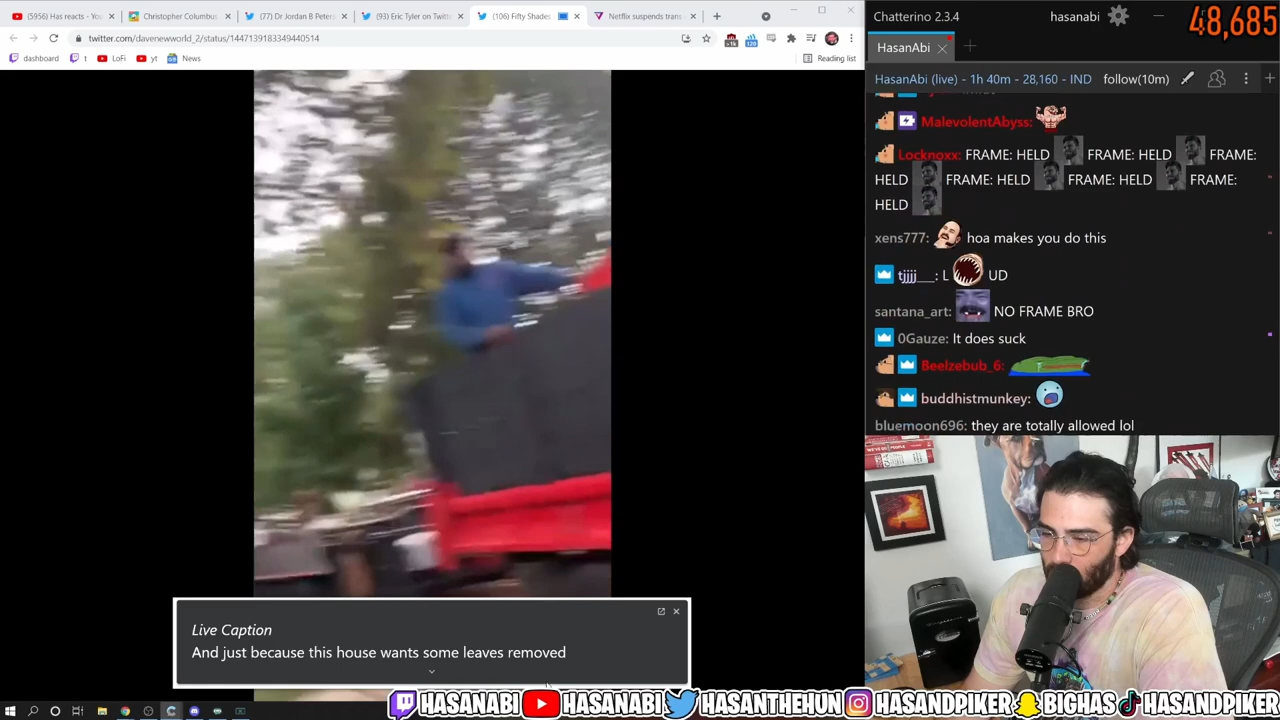 (5956) Has reacts - You
Christopher Columbus
(77) Dr Jordan B Peters
(93) Eric Tyler on Twitt
(106) Fifty Shades
Netflix suspends trans
twitter.com/davenewworld_2/status/1447139183349440514
dashboard
t
LoFi
yt
News
Reading list
Chatterino 2.3.4
hasanabi
48,685
HasanAbi
HasanAbi (live) - 1h 40m - 28,160 - IND
follow(10m)
MalevolentAbyss:
Locknoxx: FRAME: HELD FRAME: HELD FRAME:
HELD FRAME: HELD FRAME: HELD FRAME:
HELD
xens777: hoa makes you do this
tjjjj___: L UD
santana_art: NO FRAME BRO
0Gauze: It does suck
Beelzebub_6:
buddhistmunkey:
bluemoon696: they are totally allowed lol
Live Caption
And just because this house wants some leaves removed
HASANABI HASANABI HASANTHEHUN HASANDPIKER BIGHAS HASANDPIKER